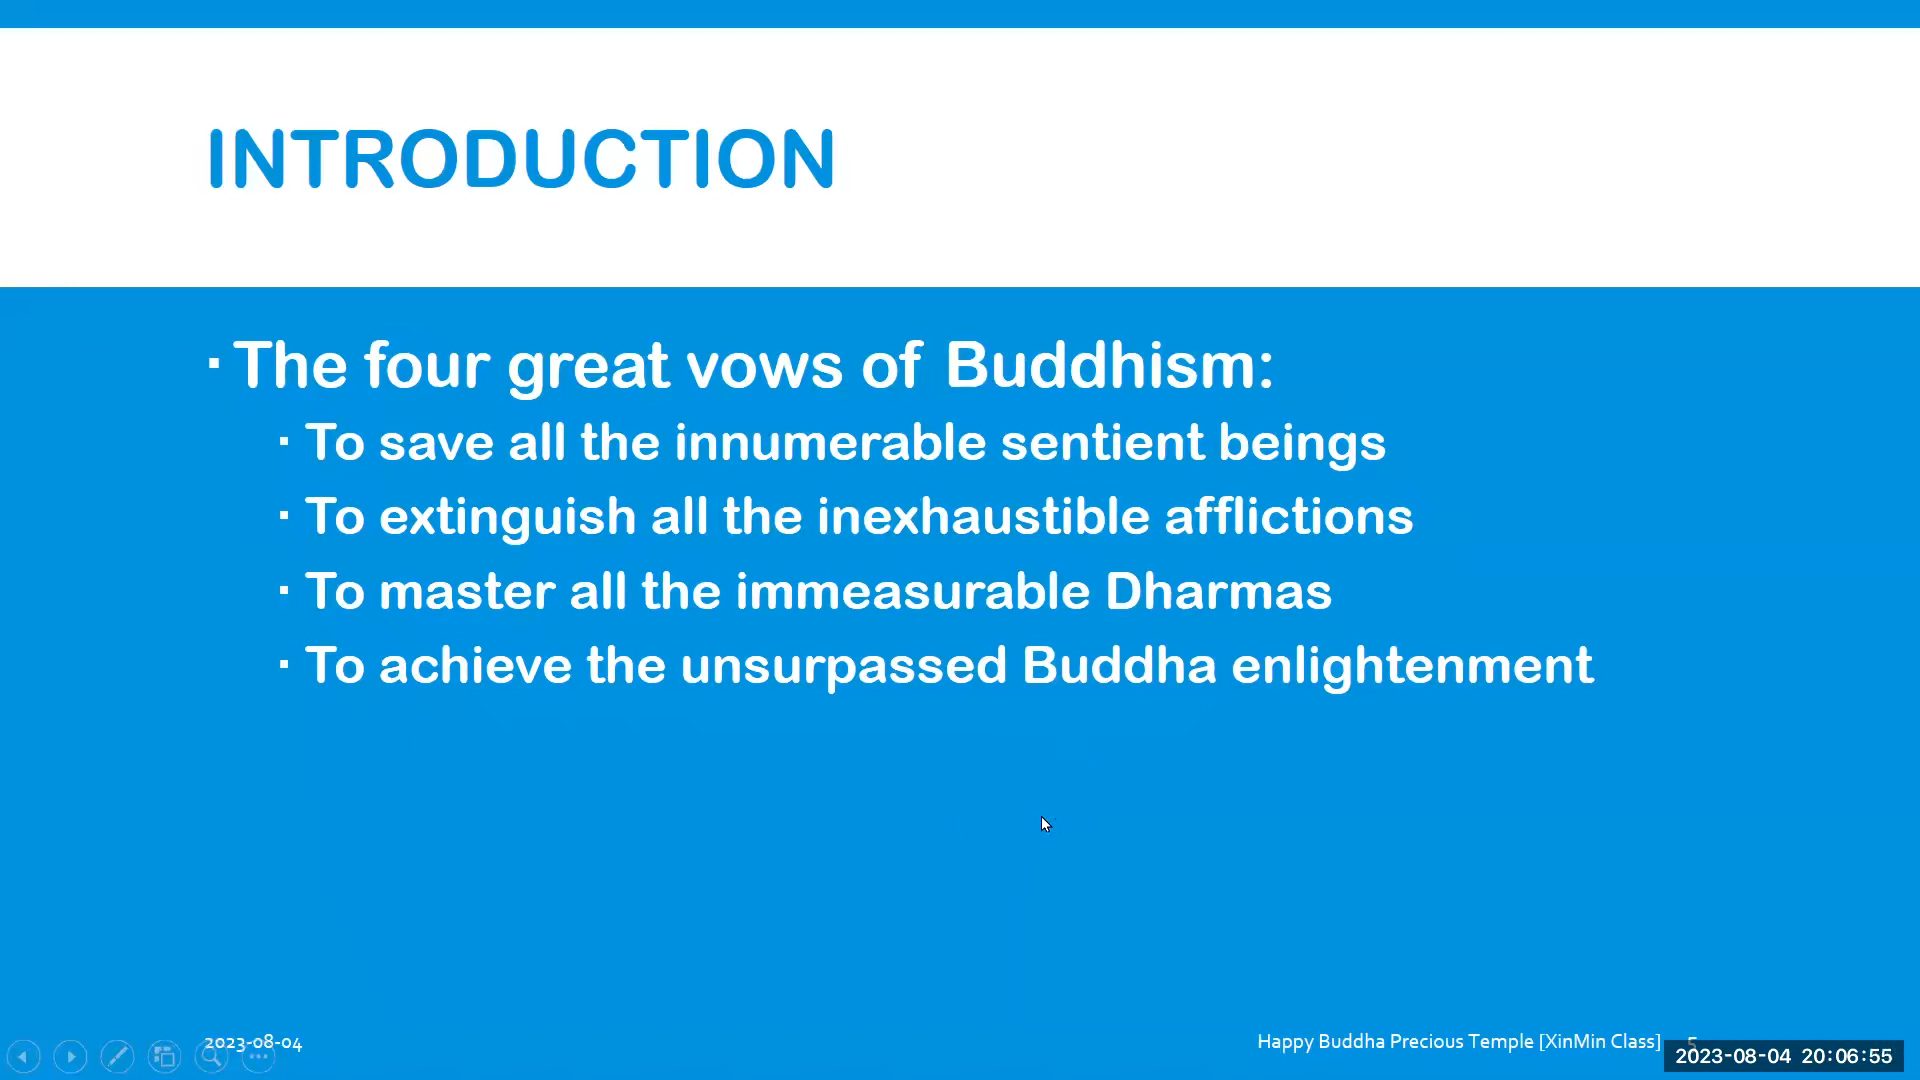 INTRODUCTION
▪ The four great vows of Buddhism:
▪ To save all the innumerable sentient beings
▪ To extinguish all the inexhaustible afflictions
▪ To master all the immeasurable Dharmas
▪ To achieve the unsurpassed Buddha enlightenment
2023-08-04
Happy Buddha Precious Temple [XinMin Class]
5
2023-08-04 20:06:55